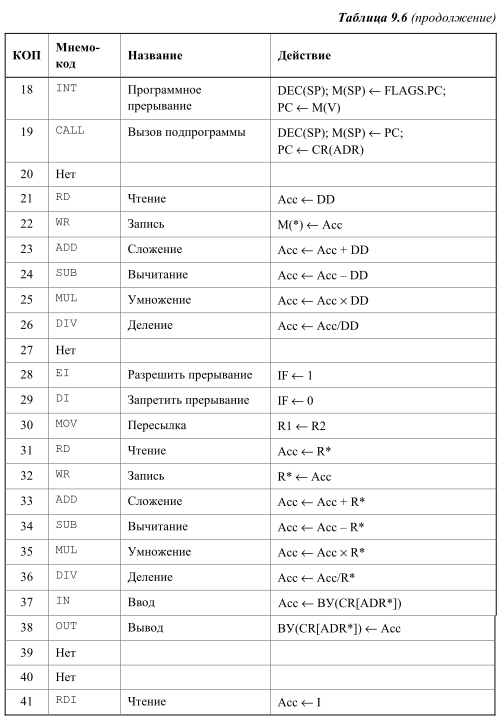 Таблица 9.6 (продолжение)
КОП Мнемо- Название Действие
код
18 INT Программное DEC(SP); M(SP) ← FLAGS.PC;
прерывание PC ← M(V)
19 CALL Вызов подпрограммы DEC(SP); M(SP) ← PC;
PC ← CR(ADR)
20 Нет
21 RD Чтение Acc ← DD
22 WR Запись M(*) ← Acc
23 ADD Сложение Acc ← Acc + DD
24 SUB Вычитание Acc ← Acc – DD
25 MUL Умножение Acc ← Acc × DD
26 DIV Деление Acc ← Acc/DD
27 Нет
28 EI Разрешить прерывание IF ← 1
29 DI Запретить прерывание IF ← 0
30 MOV Пересылка R1 ← R2
31 RD Чтение Acc ← R*
32 WR Запись R* ← Acc
33 ADD Сложение Acc ← Acc + R*
34 SUB Вычитание Acc ← Acc – R*
35 MUL Умножение Acc ← Acc × R*
36 DIV Деление Acc ← Acc/R*
37 IN Ввод Acc ← ВУ(CR[ADR*])
38 OUT Вывод ВУ(CR[ADR*]) ← Acc
39 Нет
40 Нет
41 RDI Чтение Acc ← I